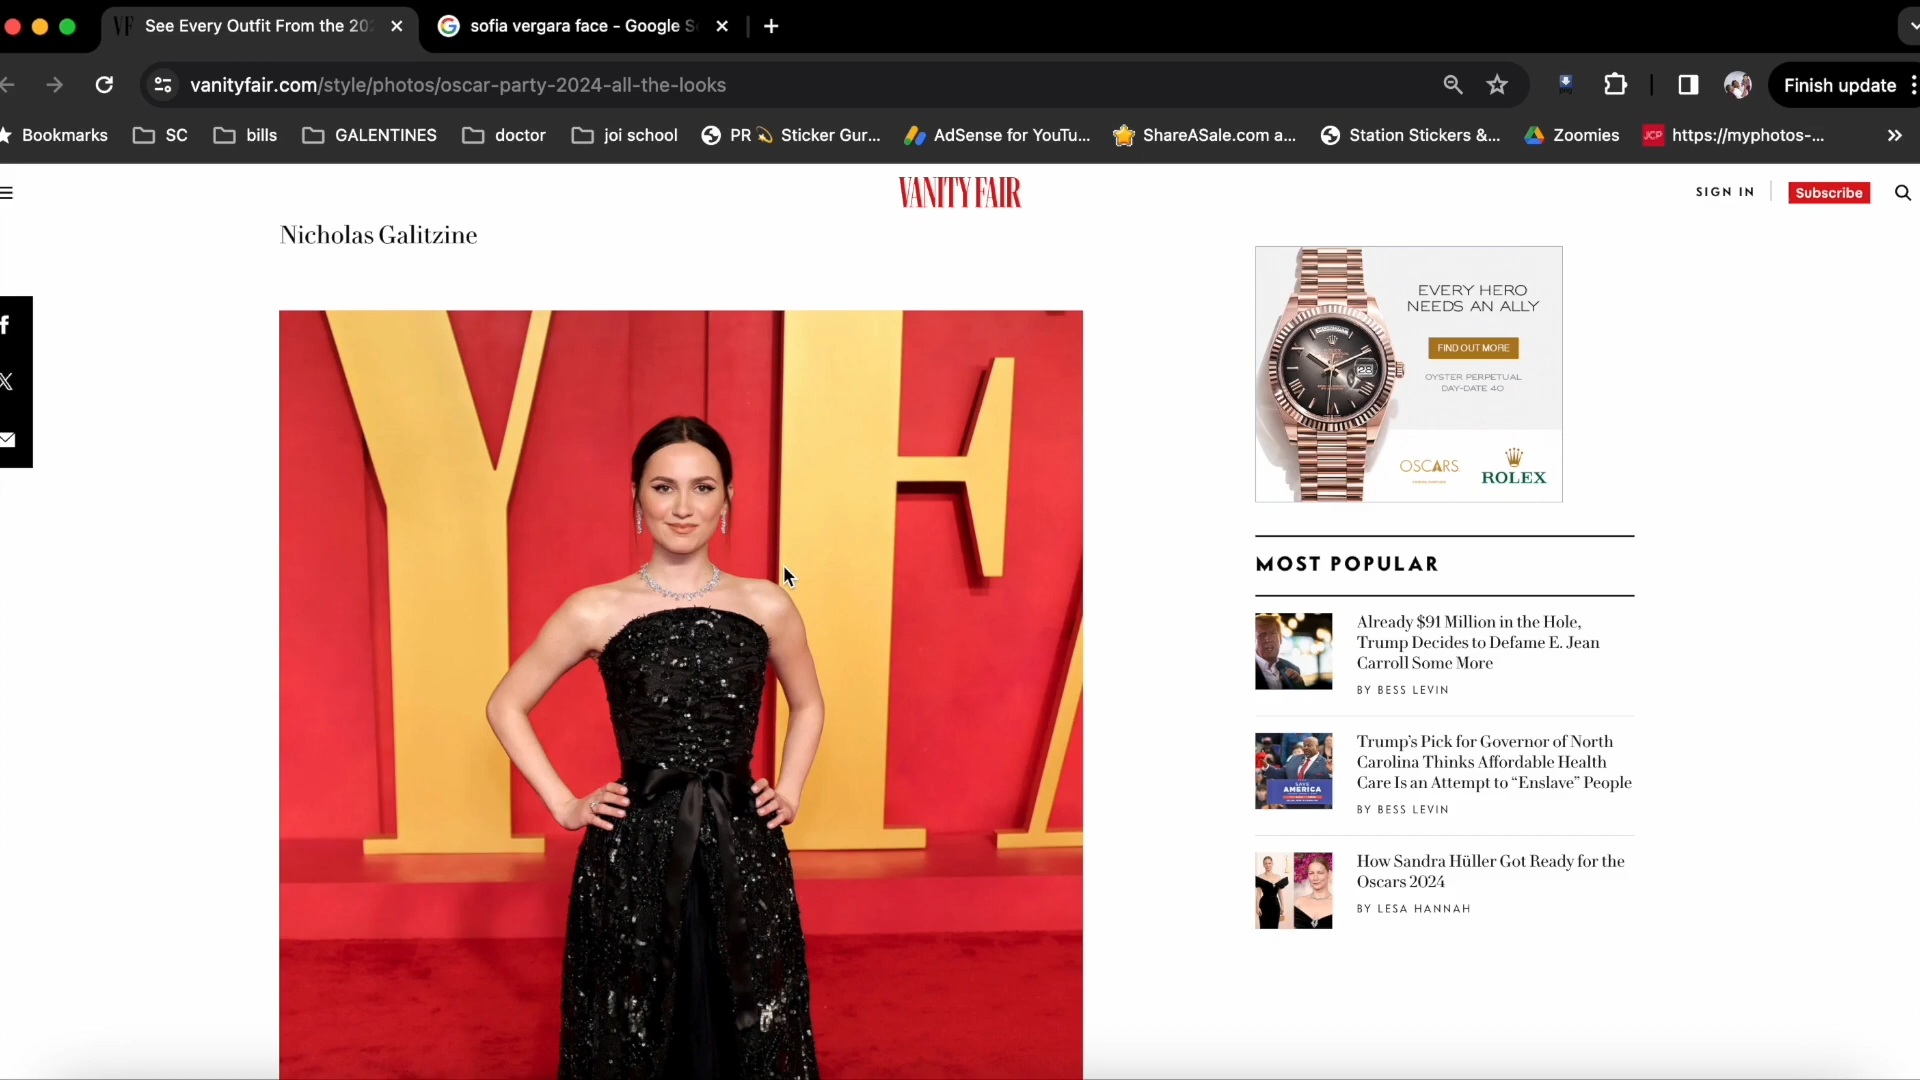 See Every Outfit From the 202
sofia vergara face - Google S
vanityfair.com/style/photos/oscar-party-2024-all-the-looks
Finish update
Bookmarks
SC
bills
GALENTINES
doctor
joi school
PR 💫 Sticker Gur...
AdSense for YouTu...
ShareASale.com a...
Station Stickers &...
Zoomies
JCP
https://myphotos-...
VANITY FAIR
SIGN IN
Subscribe
Nicholas Galitzine
EVERY HERO
NEEDS AN ALLY
FIND OUT MORE
OYSTER PERPETUAL
DAY-DATE 40
28
OSCARS
ROLEX
Y F
MOST POPULAR
Already $91 Million in the Hole,
Trump Decides to Defame E. Jean
Carroll Some More
BY BESS LEVIN
Trump's Pick for Governor of North
Carolina Thinks Affordable Health
Care Is an Attempt to “Enslave” People
BY BESS LEVIN
AMERICA
How Sandra Hüller Got Ready for the
Oscars 2024
BY LESA HANNAH